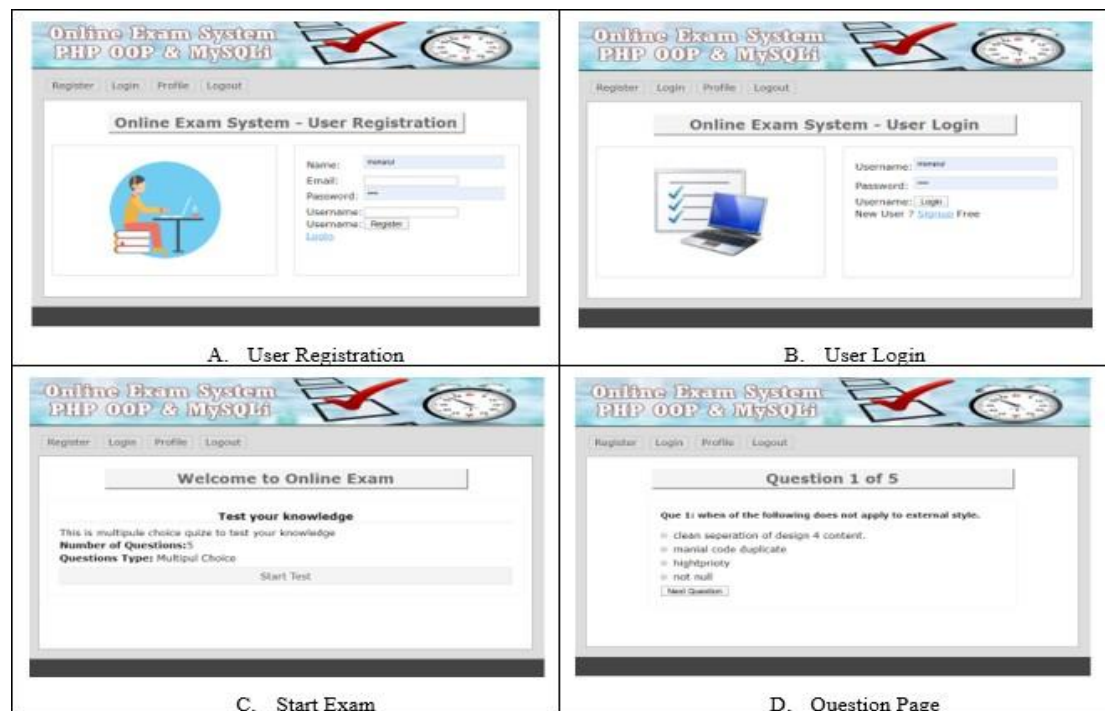 Online Exam System
PHP OOP & MySQLi
Register Login Profile Logout
Online Exam System - User Registration
Name:
Email:
Password:
Username:
Username: Register
Login
A. User Registration
Online Exam System
PHP OOP & MySQLi
Register Login Profile Logout
Online Exam System - User Login
Username:
Password:
Username: Login
New User ? Signup Free
B. User Login
Online Exam System
PHP OOP & MySQLi
Register Login Profile Logout
Welcome to Online Exam
Test your knowledge
This is multipule choice quize to test your knowledge
Number of Questions:5
Questions Type: Multipul Choice
Start Test
C. Start Exam
Online Exam System
PHP OOP & MySQLi
Register Login Profile Logout
Question 1 of 5
Que 1: when of the following does not apply to external style.
clean seperation of design 4 content.
manial code duplicate
hightprioty
not null
Next Question
D. Question Page